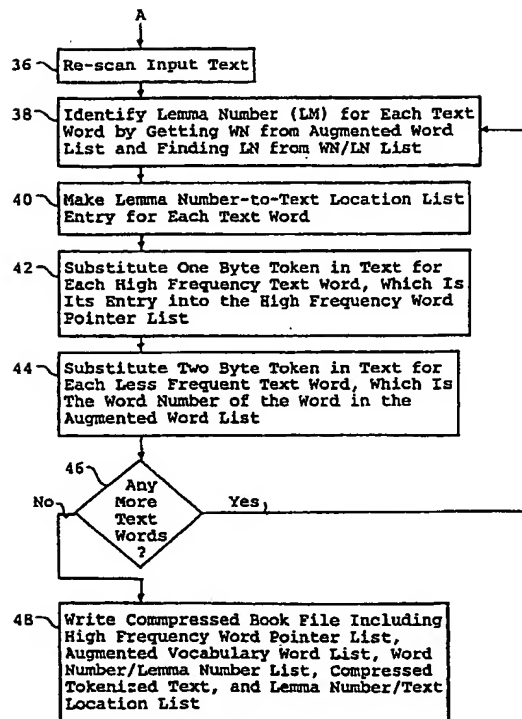 A
36 Re-scan Input Text
38 Identify Lemma Number (LM) for Each Text
Word by Getting WN from Augmented Word
List and Finding LN from WN/LN List
40 Make Lemma Number-to-Text Location List
Entry for Each Text Word
42 Substitute One Byte Token in Text for
Each High Frequency Text Word, Which Is
Its Entry into the High Frequency Word
Pointer List
44 Substitute Two Byte Token in Text for
Each Less Frequent Text Word, Which Is
The Word Number of the Word in the
Augmented Word List
46
Any
No More Yes
Text
Words
?
48 Write Commpressed Book File Including
High Frequency Word Pointer List,
Augmented Vocabulary Word List, Word
Number/Lemma Number List, Compressed
Tokenized Text, and Lemma Number/Text
Location List